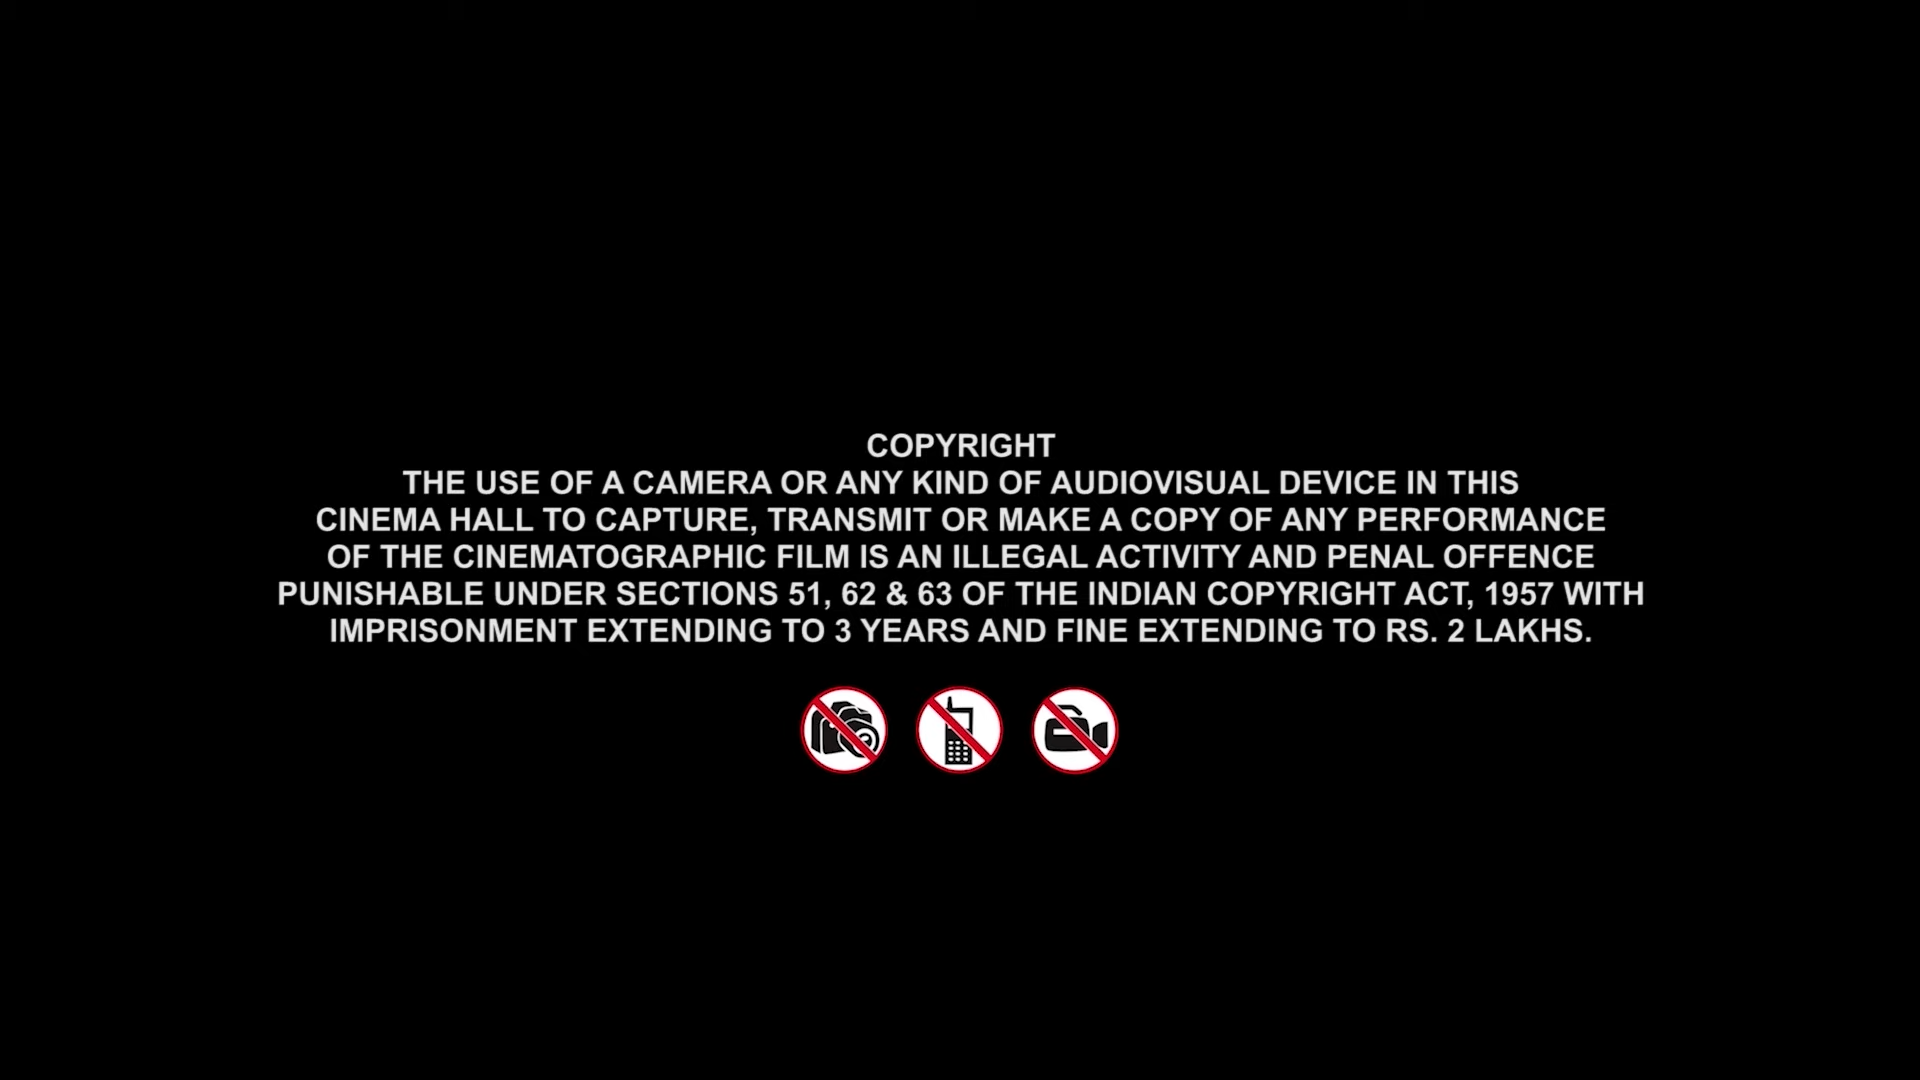 COPYRIGHT
THE USE OF A CAMERA OR ANY KIND OF AUDIOVISUAL DEVICE IN THIS
CINEMA HALL TO CAPTURE, TRANSMIT OR MAKE A COPY OF ANY PERFORMANCE
OF THE CINEMATOGRAPHIC FILM IS AN ILLEGAL ACTIVITY AND PENAL OFFENCE
PUNISHABLE UNDER SECTIONS 51, 62 & 63 OF THE INDIAN COPYRIGHT ACT, 1957 WITH
IMPRISONMENT EXTENDING TO 3 YEARS AND FINE EXTENDING TO RS. 2 LAKHS.